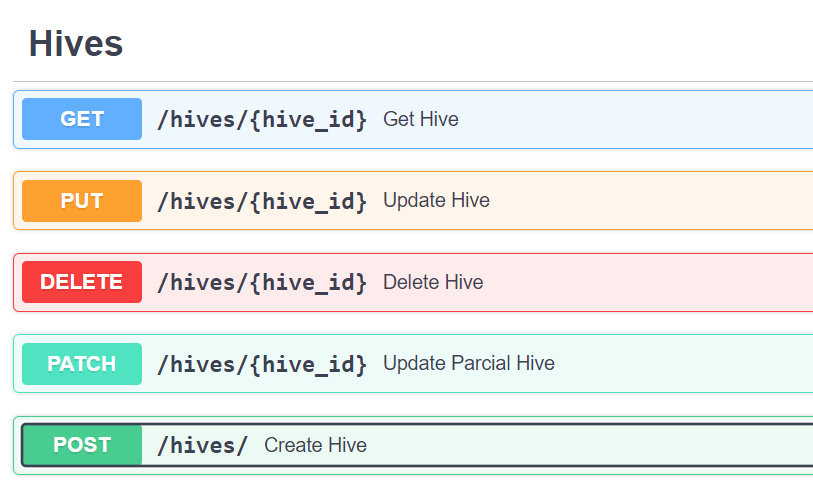 Hives
GET /hives/{hive_id} Get Hive
PUT /hives/{hive_id} Update Hive
DELETE /hives/{hive_id} Delete Hive
PATCH /hives/{hive_id} Update Parcial Hive
POST /hives/ Create Hive